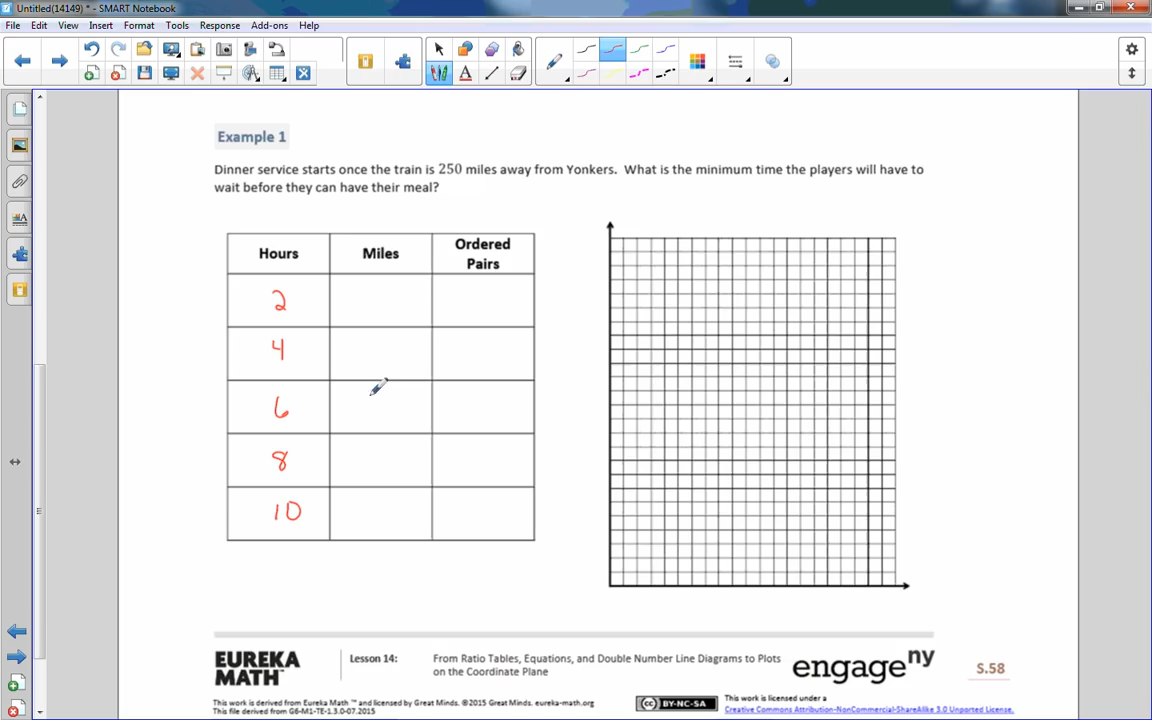 Untitled(14149) * - SMART Notebook
File Edit View Insert Format Tools Response Add-ons Help
Example 1
Dinner service starts once the train is 250 miles away from Yonkers. What is the minimum time the players will have to
wait before they can have their meal?
Hours Miles Ordered Pairs
2
4
6
8
10
EUREKA MATH™
Lesson 14: From Ratio Tables, Equations, and Double Number Line Diagrams to Plots
on the Coordinate Plane
engage ny
S.58
This work is derived from Eureka Math ™ and licensed by Great Minds. ©2015 Great Minds. eureka-math.org
This file derived from G6-M1-TE-1.3.0-07.2015
cc BY-NC-SA
This work is licensed under a
Creative Commons Attribution-NonCommercial-ShareAlike 3.0 Unported License.